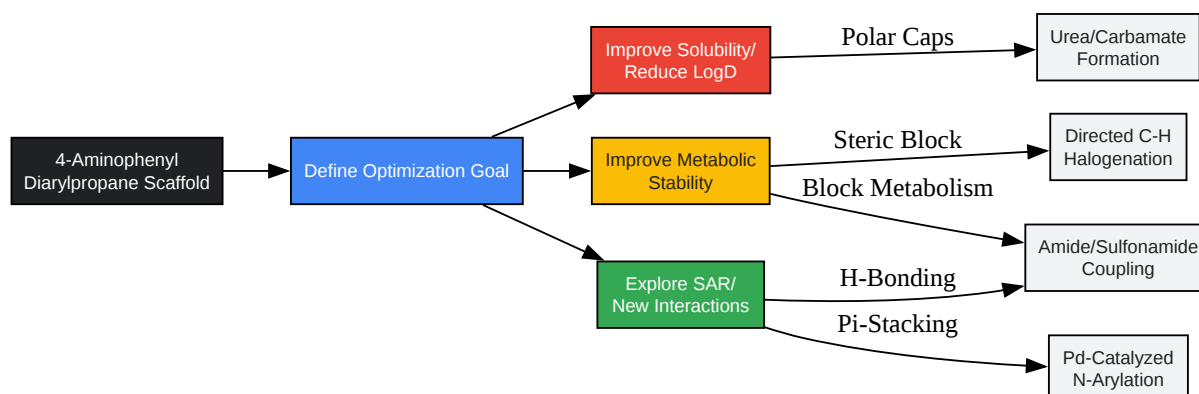 4-Aminophenyl
Diarylpropane Scaffold
Define Optimization Goal
Improve Solubility/
Reduce LogD
Improve Metabolic
Stability
Explore SAR/
New Interactions
Polar Caps
Steric Block
Block Metabolism
H-Bonding
Pi-Stacking
Urea/Carbamate
Formation
Directed C-H
Halogenation
Amide/Sulfonamide
Coupling
Pd-Catalyzed
N-Arylation